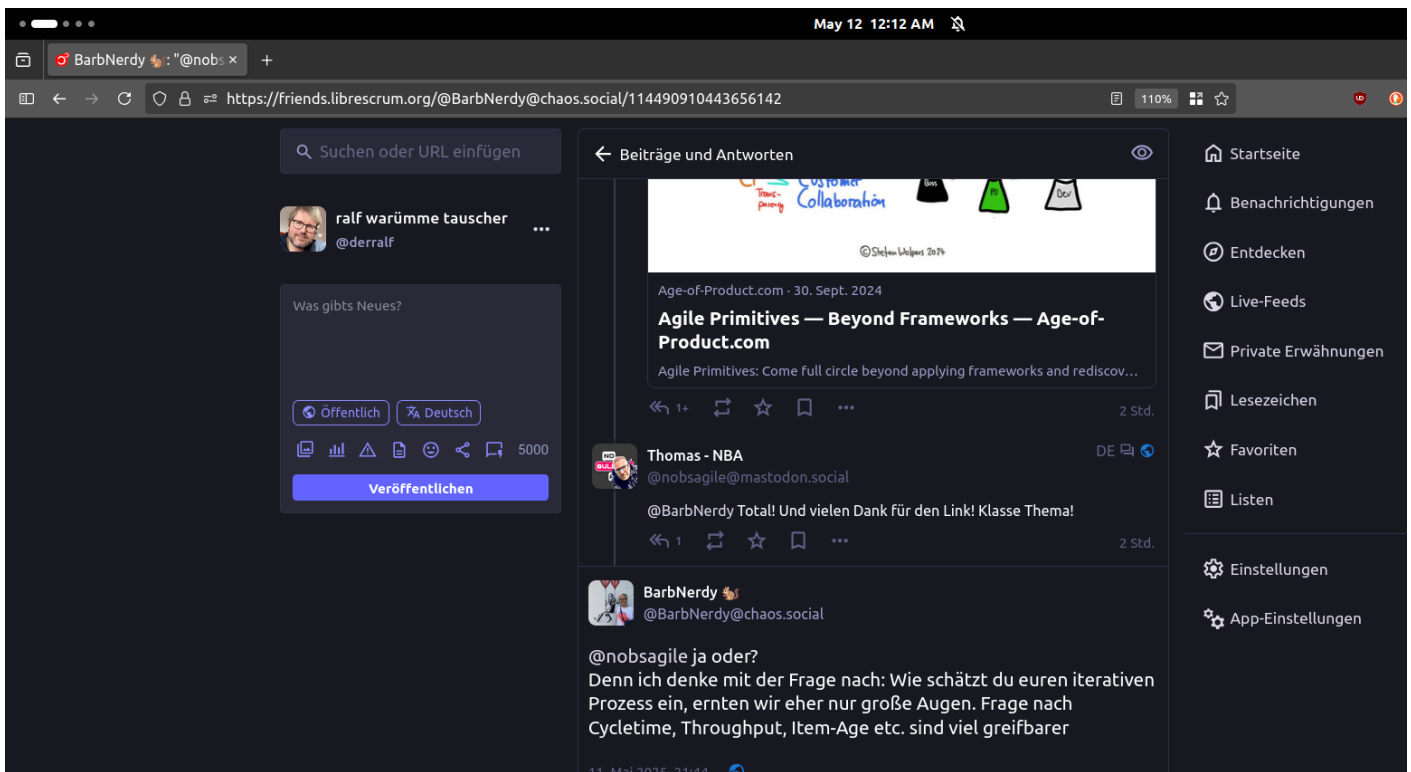 May 12 12:12 AM
BarbNerdy 🐿️: "@nobs
https://friends.librescrum.org/@BarbNerdy@chaos.social/114490910443656142
110%
Suchen oder URL einfügen
ralf warümme tauscher
@derralf
Was gibts Neues?
Öffentlich
Deutsch
5000
Veröffentlichen
Beiträge und Antworten
Trans-
parency
Customer
Collaboration
Boss
PO
Dev
©Stefan Wolpers 2024
Age-of-Product.com · 30. Sept. 2024
Agile Primitives — Beyond Frameworks — Age-of-
Product.com
Agile Primitives: Come full circle beyond applying frameworks and rediscov…
1+
2 Std.
Thomas - NBA
DE
@nobsagile@mastodon.social
@BarbNerdy Total! Und vielen Dank für den Link! Klasse Thema!
1
2 Std.
BarbNerdy 🐿️
@BarbNerdy@chaos.social
@nobsagile ja oder?
Denn ich denke mit der Frage nach: Wie schätzt du euren iterativen
Prozess ein, ernten wir eher nur große Augen. Frage nach
Cycletime, Throughput, Item-Age etc. sind viel greifbarer
11. Mai 2025, 21:44
Startseite
Benachrichtigungen
Entdecken
Live-Feeds
Private Erwähnungen
Lesezeichen
Favoriten
Listen
Einstellungen
App-Einstellungen